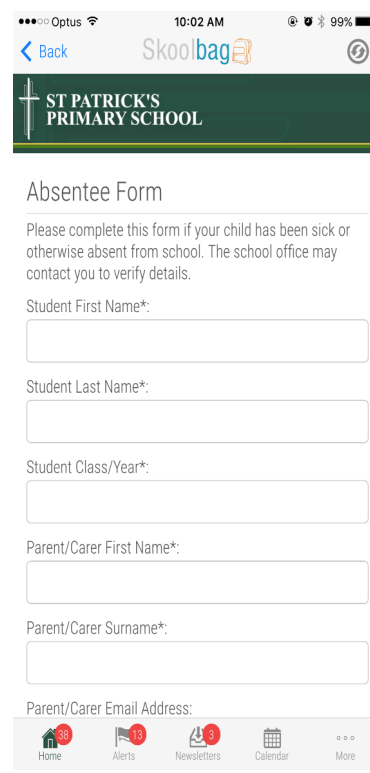 Optus 10:02 AM 99%
Back Skoolbag
ST PATRICK'S
PRIMARY SCHOOL
Absentee Form
Please complete this form if your child has been sick or
otherwise absent from school. The school office may
contact you to verify details.
Student First Name*:
Student Last Name*:
Student Class/Year*:
Parent/Carer First Name*:
Parent/Carer Surname*:
Parent/Carer Email Address:
38 13 3
Home Alerts Newsletters Calendar More